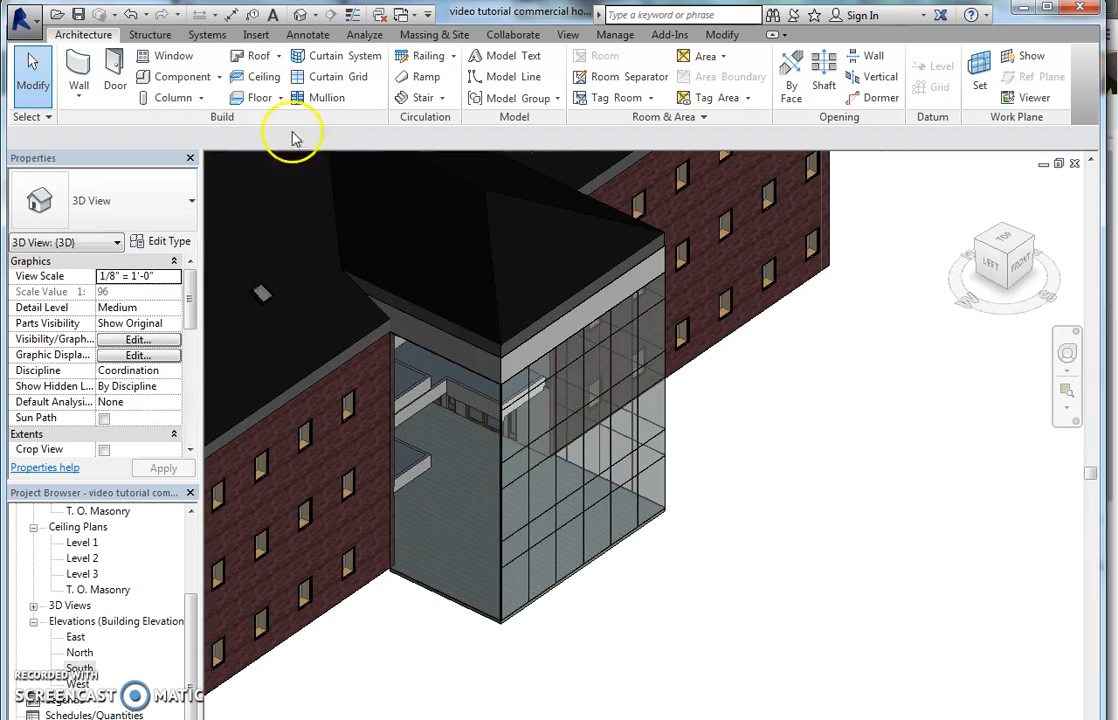 video tutorial commercial ho...
Type a keyword or phrase
Sign In
Architecture Structure Systems Insert Annotate Analyze Massing & Site Collaborate View Manage Add-Ins Modify
Modify
Wall
Door
Window
Component
Column
Roof
Ceiling
Floor
Curtain System
Curtain Grid
Mullion
Railing
Ramp
Stair
Model Text
Model Line
Model Group
Room
Room Separator
Tag Room
Area
Area Boundary
Tag Area
By Face
Shaft
Wall
Vertical
Dormer
Level
Grid
Set
Show
Ref Plane
Viewer
Select Build Circulation Model Room & Area Opening Datum Work Plane
Properties
3D View
3D View: {3D} Edit Type
Graphics
View Scale 1/8" = 1'-0"
Scale Value 1: 96
Detail Level Medium
Parts Visibility Show Original
Visibility/Graph... Edit...
Graphic Displa... Edit...
Discipline Coordination
Show Hidden L... By Discipline
Default Analysi... None
Sun Path
Extents
Crop View
Properties help Apply
Project Browser - video tutorial com...
T. O. Masonry
Ceiling Plans
Level 1
Level 2
Level 3
T. O. Masonry
3D Views
Elevations (Building Elevation
East
North
South
West
RECORDED WITH
SCREENCAST MATIC
Schedules/Quantities
TOP
LEFT
FRONT
W
S